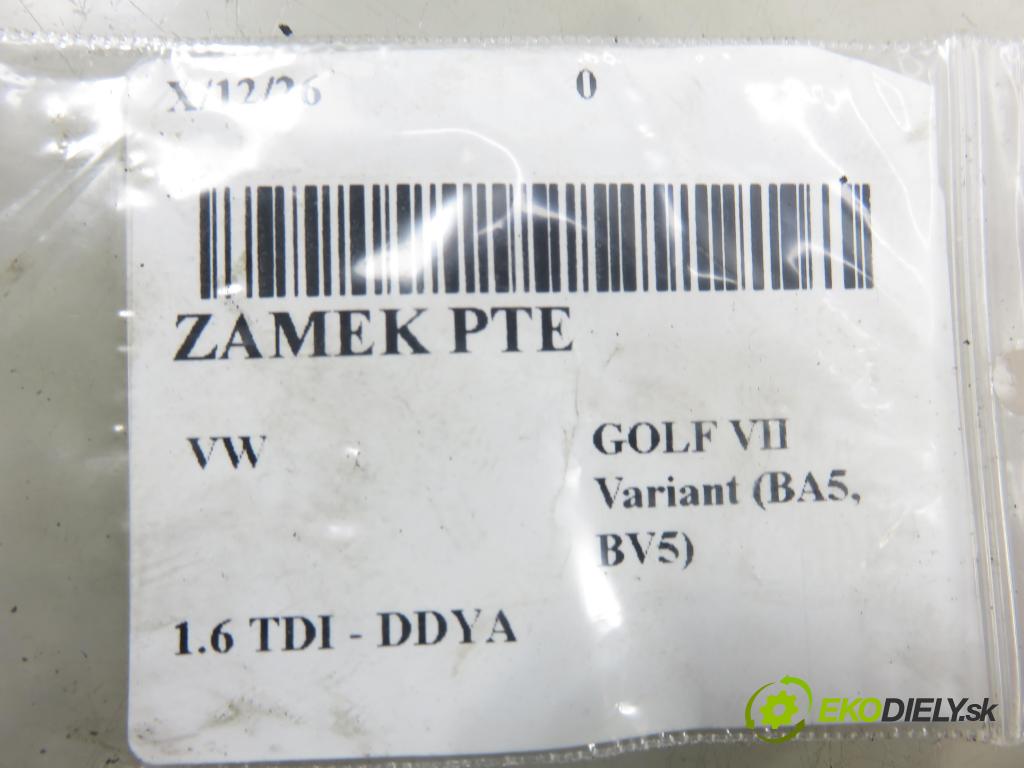 X/12/26 0
ZAMEK PTE
VW
GOLF VII
Variant (BA5,
BV5)
1.6 TDI - DDYA
EKODIELY.sk